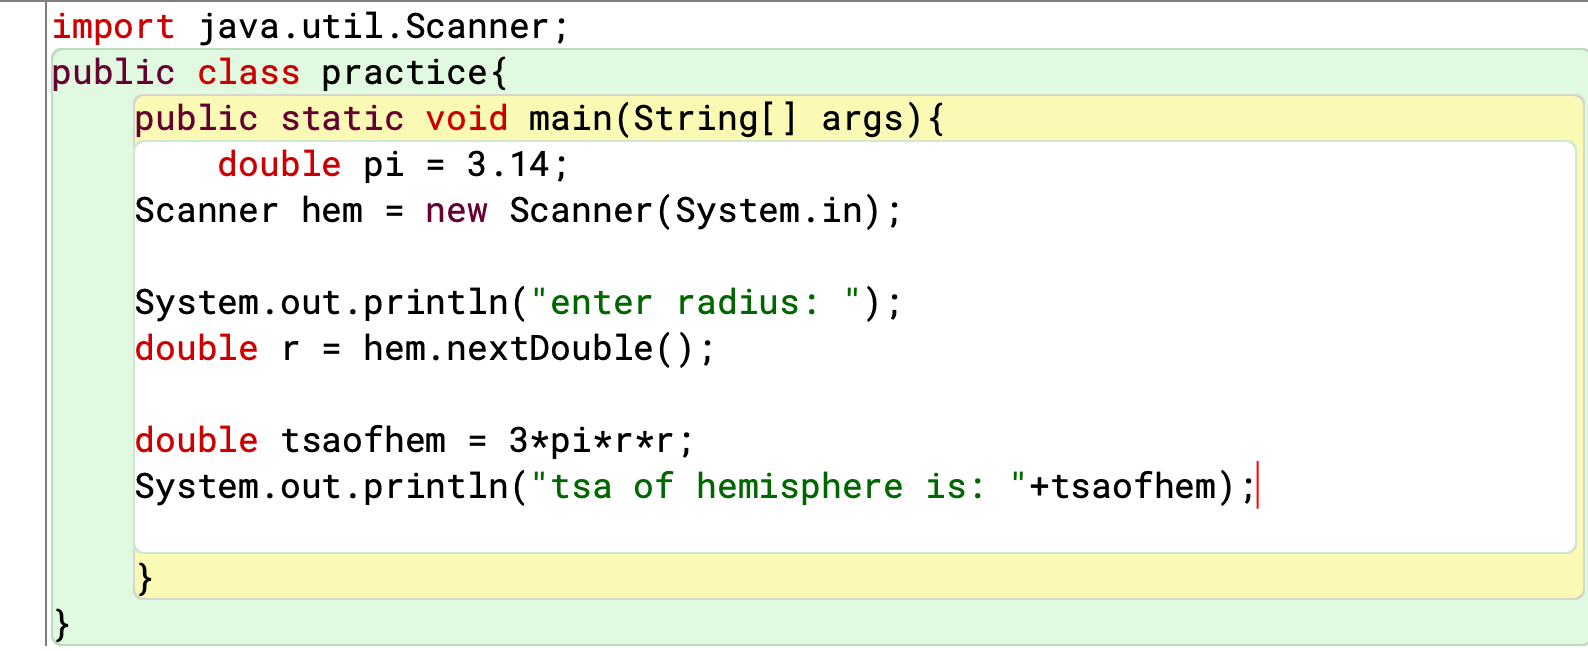 import java.util.Scanner;
public class practice{
    public static void main(String[] args){
        double pi = 3.14;
    Scanner hem = new Scanner(System.in);

    System.out.println("enter radius: ");
    double r = hem.nextDouble();

    double tsaofhem = 3*pi*r*r;
    System.out.println("tsa of hemisphere is: "+tsaofhem);

    }
}